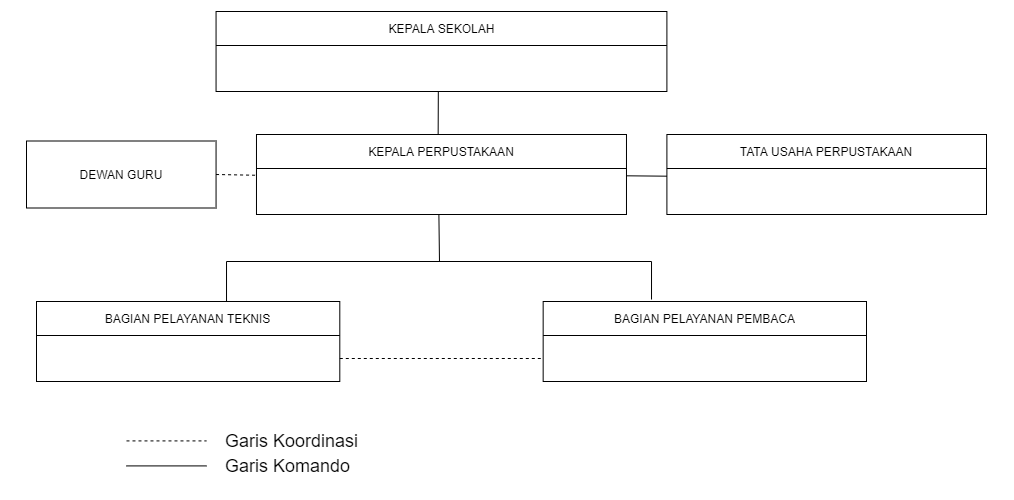 KEPALA SEKOLAH
DEWAN GURU
KEPALA PERPUSTAKAAN
TATA USAHA PERPUSTAKAAN
BAGIAN PELAYANAN TEKNIS
BAGIAN PELAYANAN PEMBACA
Garis Koordinasi
Garis Komando